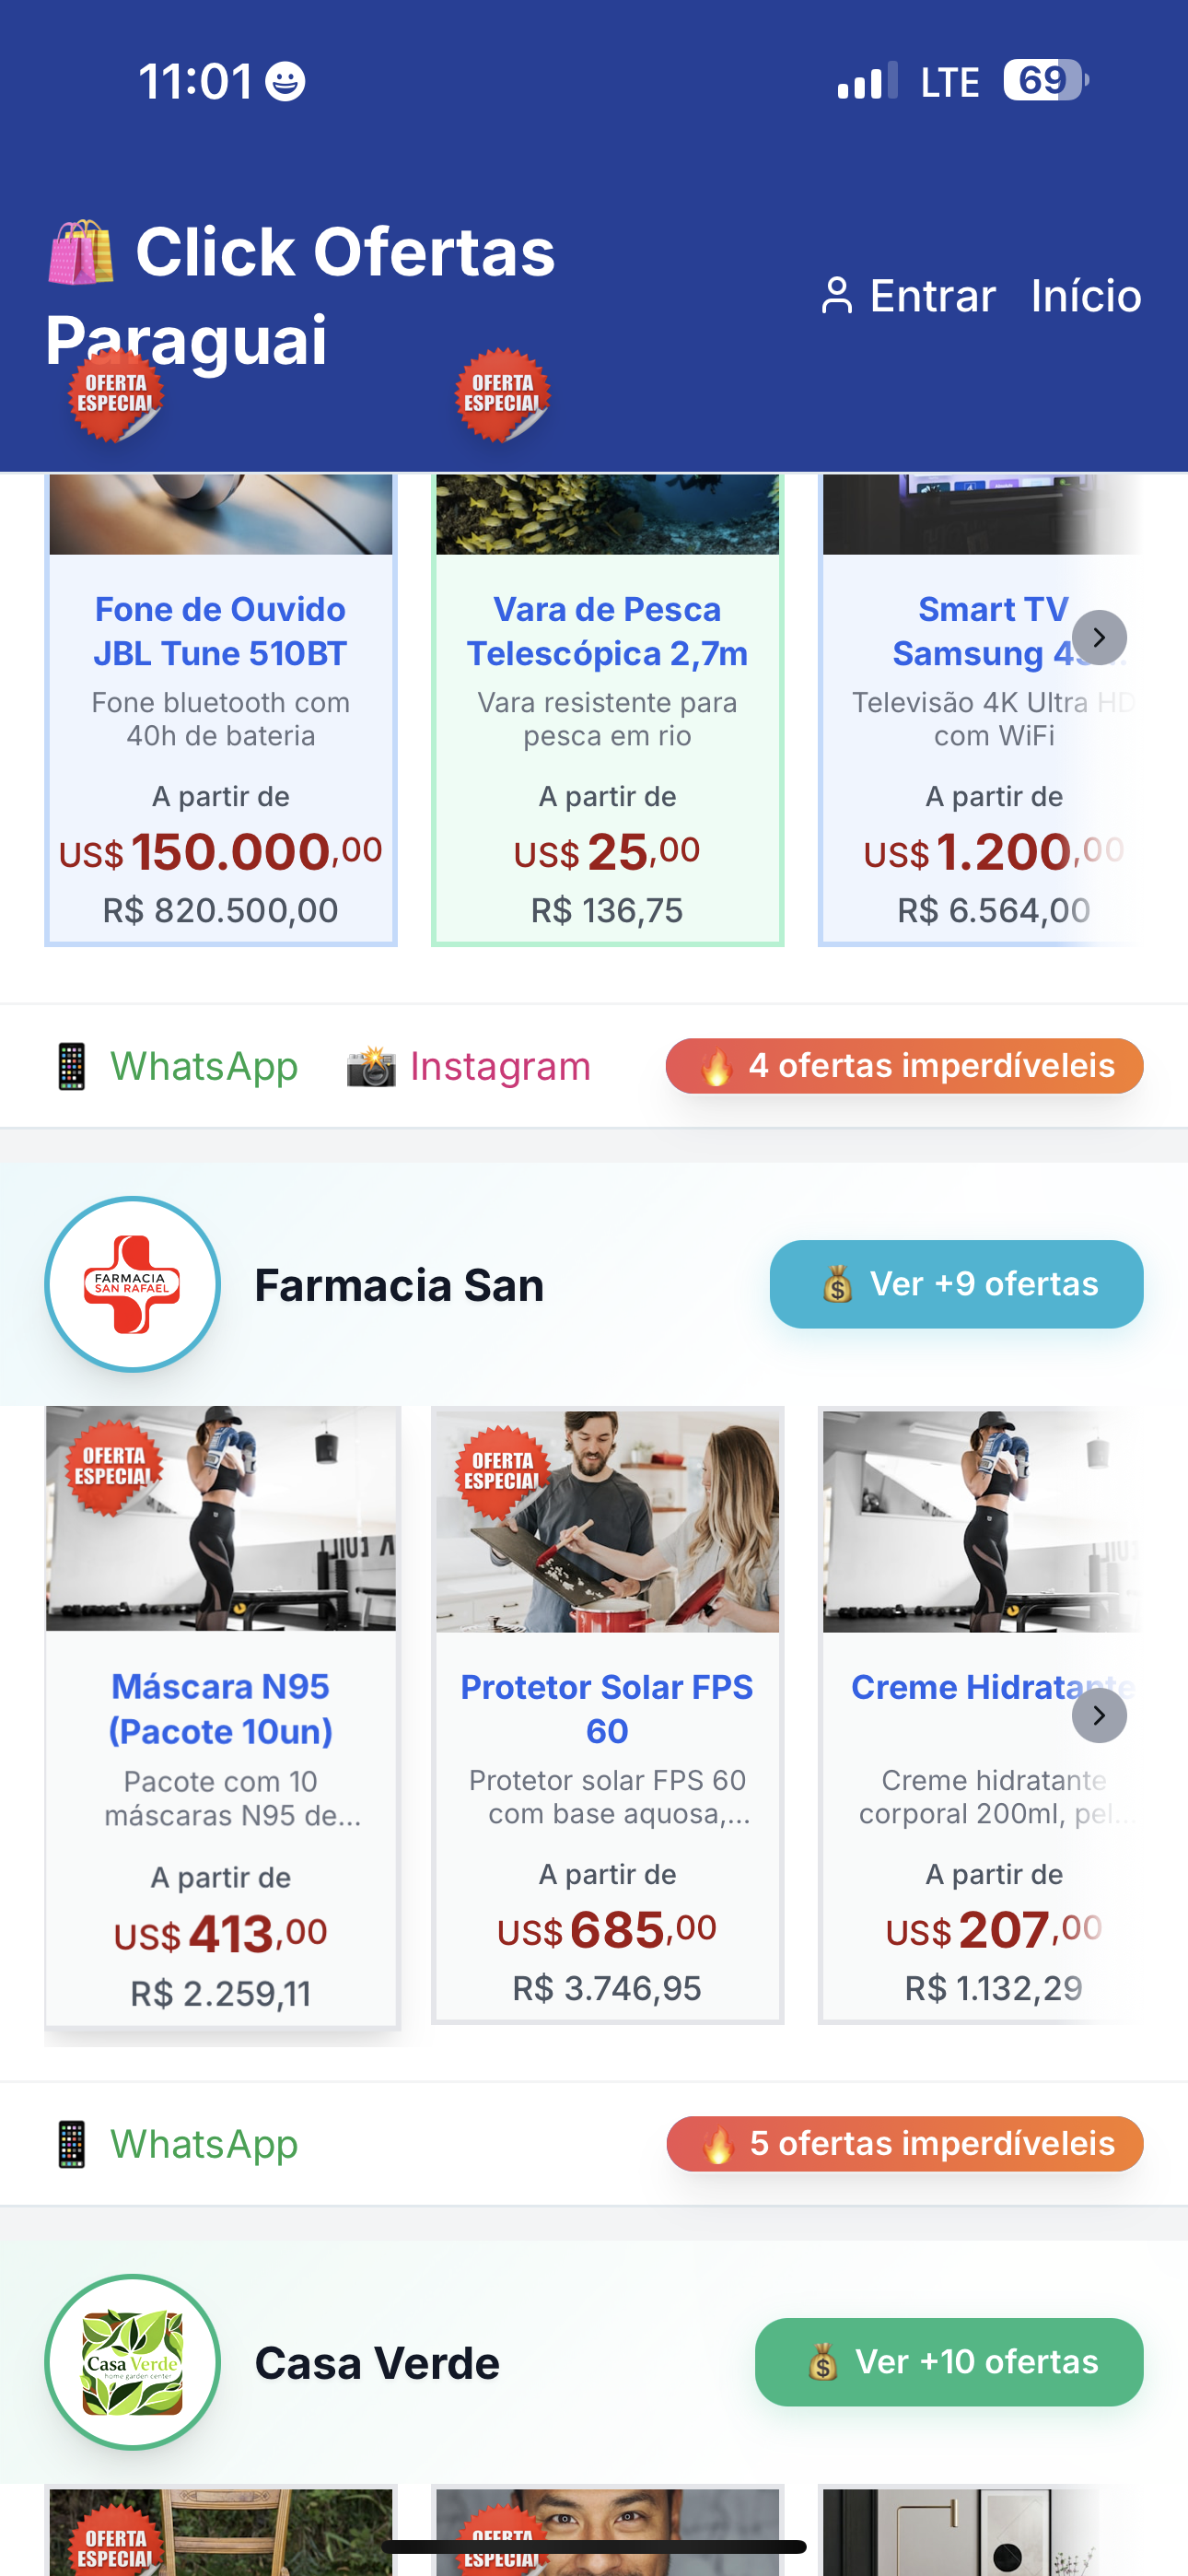 11:01
LTE
69
🛍️ Click Ofertas
Paraguai
Entrar
Início
OFERTA
ESPECIAL
OFERTA
ESPECIAL
Fone de Ouvido
JBL Tune 510BT
Fone bluetooth com
40h de bateria
A partir de
US$ 150.000,00
R$ 820.500,00
Vara de Pesca
Telescópica 2,7m
Vara resistente para
pesca em rio
A partir de
US$ 25,00
R$ 136,75
Smart TV
Samsung
Televisão 4K Ultra HD
com WiFi
A partir de
US$ 1.200,00
R$ 6.564,00
📱 WhatsApp
📸 Instagram
🔥 4 ofertas imperdíveleis
FARMACIA
SAN RAFAEL
Farmacia San
💰 Ver +9 ofertas
OFERTA
ESPECIAL
Máscara N95
(Pacote 10un)
Pacote com 10
máscaras N95 de...
A partir de
US$ 413,00
R$ 2.259,11
OFERTA
ESPECIAL
Protetor Solar FPS
60
Protetor solar FPS 60
com base aquosa,...
A partir de
US$ 685,00
R$ 3.746,95
Creme Hidratante
Creme hidratante
corporal 200ml, pel...
A partir de
US$ 207,00
R$ 1.132,29
📱 WhatsApp
🔥 5 ofertas imperdíveleis
Casa Verde
home garden center
Casa Verde
💰 Ver +10 ofertas
OFERTA
ESPECIAL
OFERTA
ESPECIAL